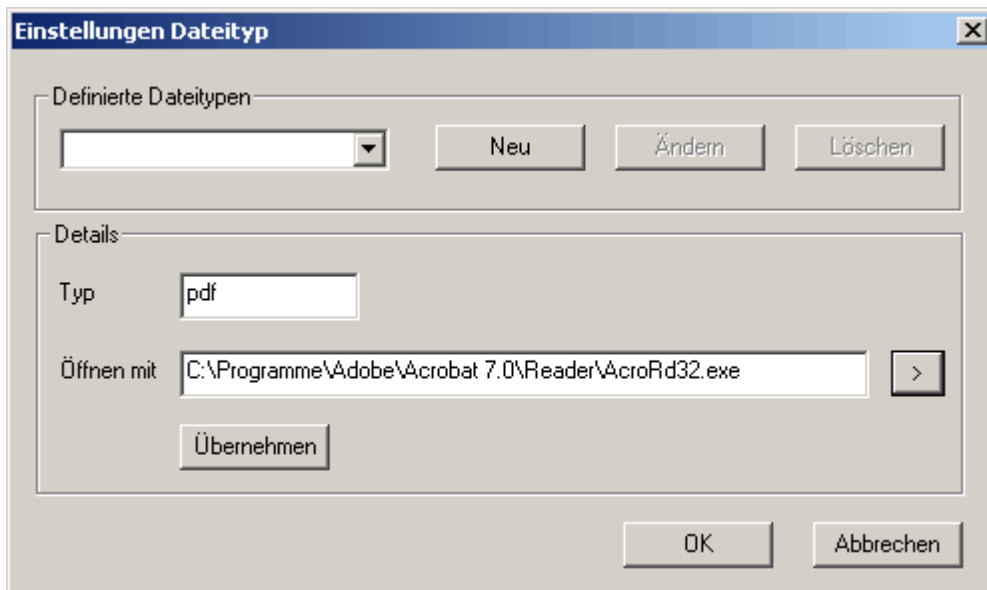 Einstellungen Dateityp
Definierte Dateitypen
Neu Ändern Löschen
Details
Typ pdf
Öffnen mit C:\Programme\Adobe\Acrobat 7.0\Reader\AcroRd32.exe >
Übernehmen
OK Abbrechen